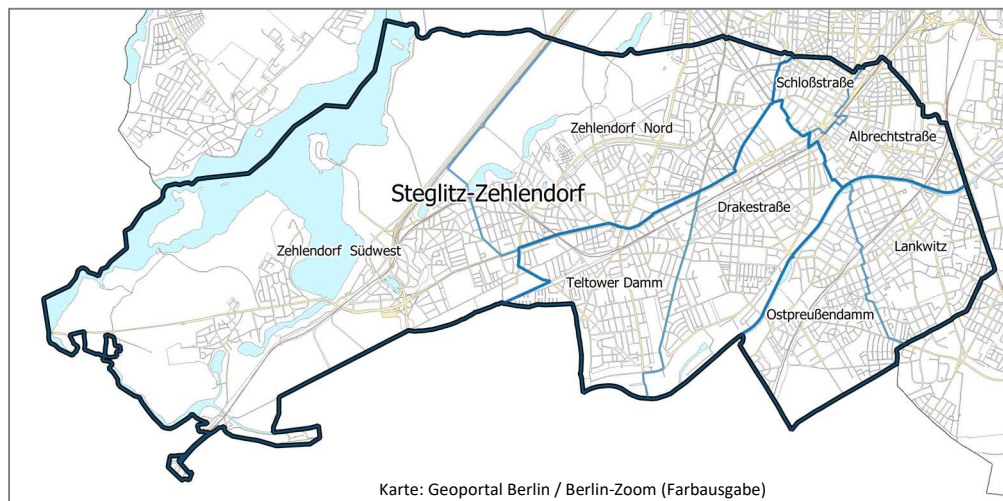 Schloßstraße
Zehlendorf Nord
Albrechtstraße
Steglitz-Zehlendorf
Drakestraße
Zehlendorf Südwest
Lankwitz
Teltower Damm
Ostpreußendamm
Karte: Geoportal Berlin / Berlin-Zoom (Farbausgabe)